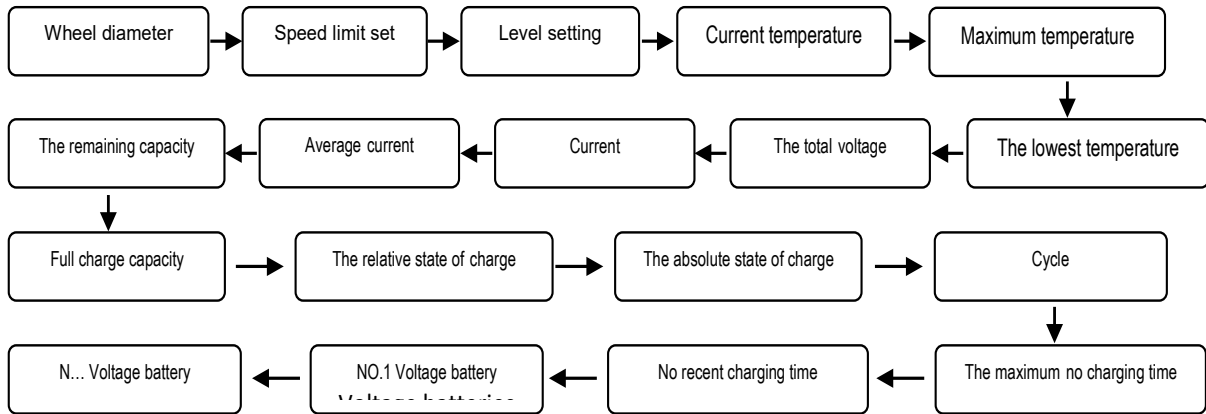 Wheel diameter
Speed limit set
Level setting
Current temperature
Maximum temperature
The remaining capacity
Average current
Current
The total voltage
The lowest temperature
Full charge capacity
The relative state of charge
The absolute state of charge
Cycle
N... Voltage battery
NO.1 Voltage battery
Voltage batteries
No recent charging time
The maximum no charging time